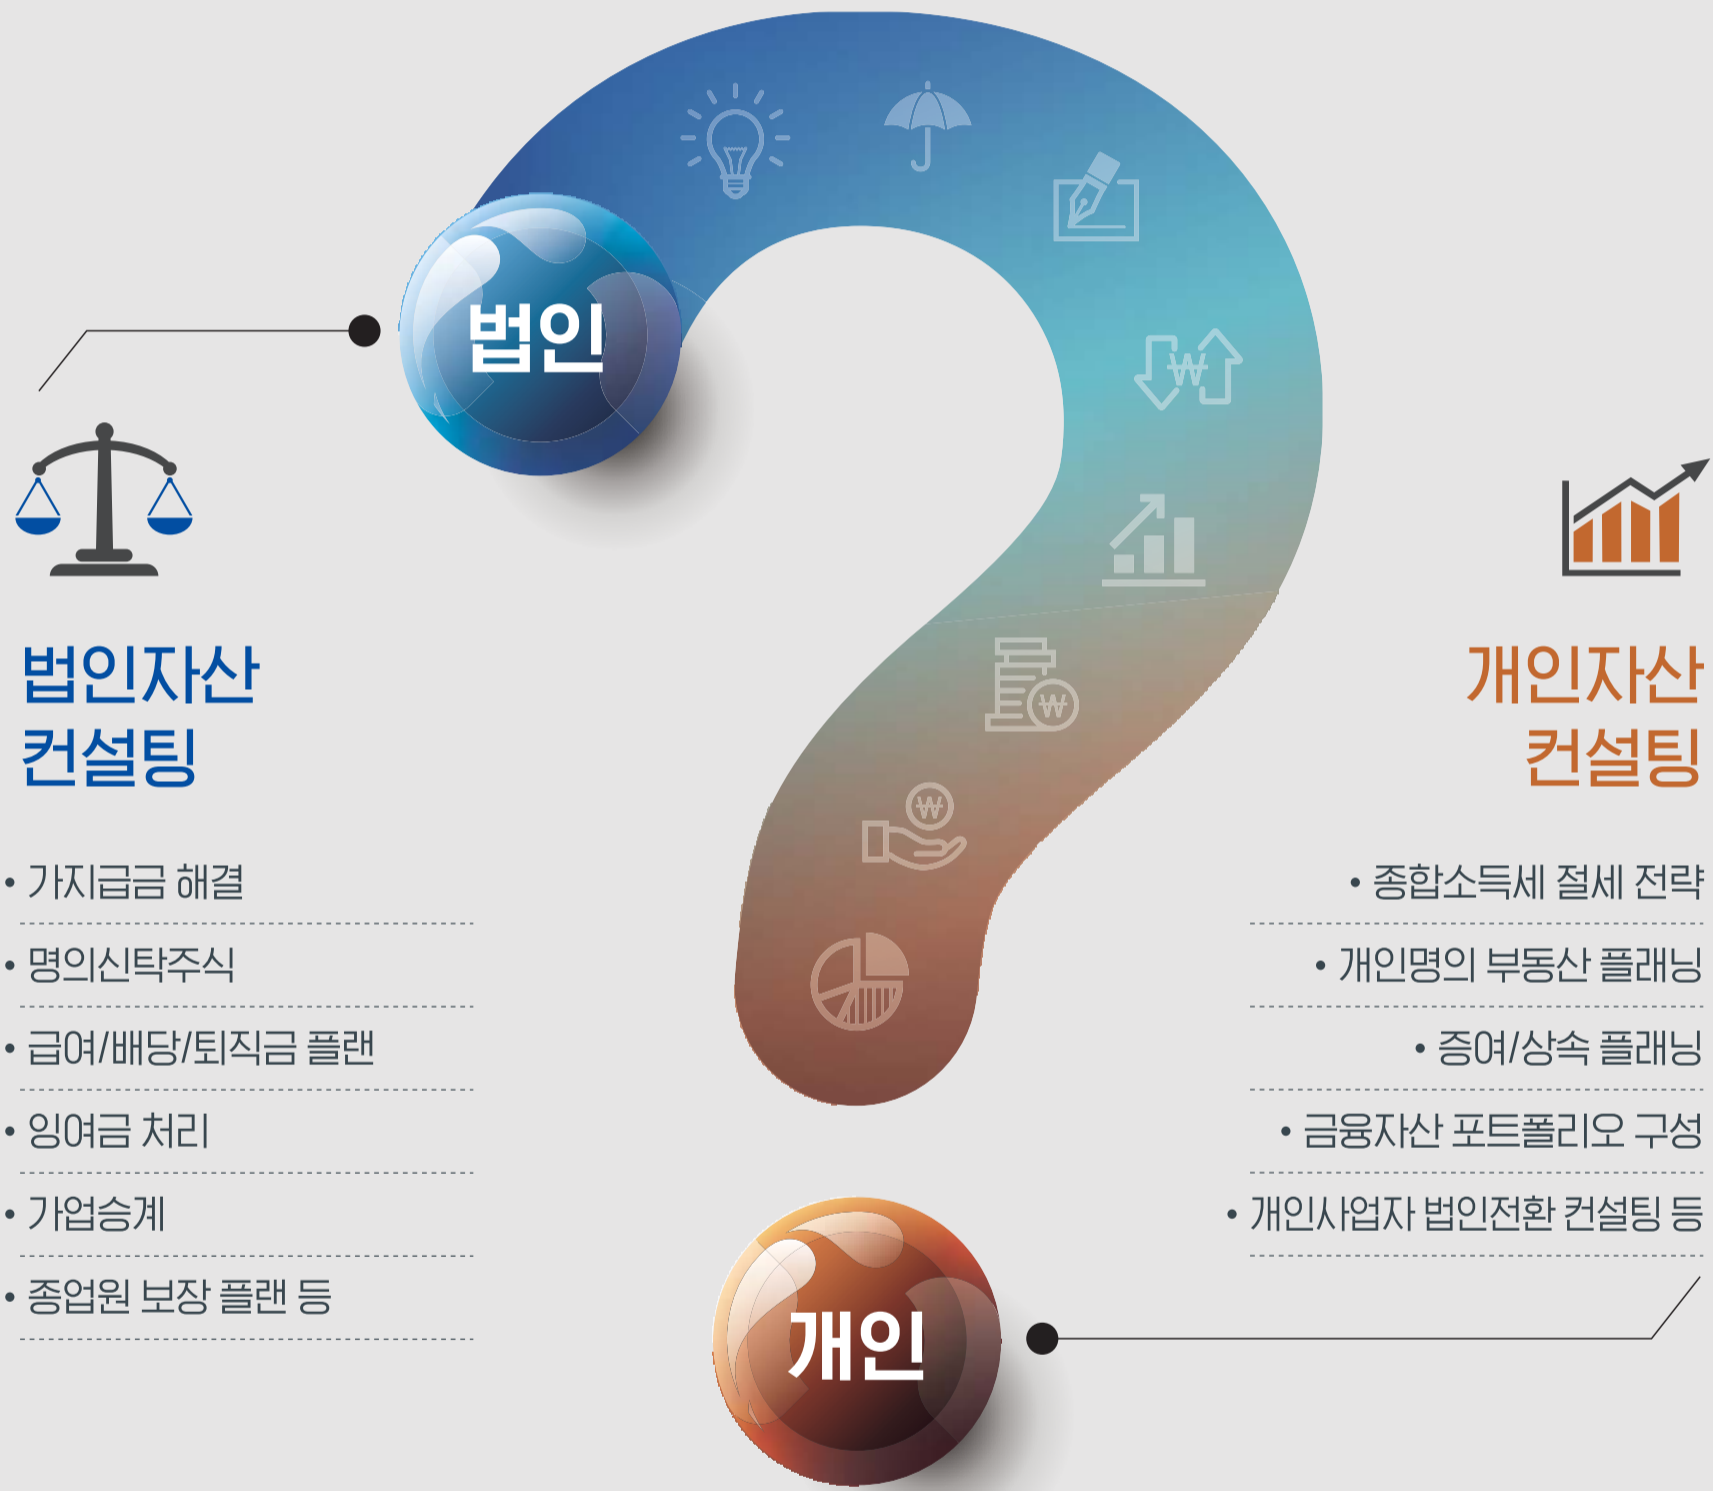 법인
법인자산
컨설팅
• 가지급금 해결
• 명의신탁주식
• 급여/배당/퇴직금 플랜
• 잉여금 처리
• 가업승계
• 종업원 보장 플랜 등
개인자산
컨설팅
• 종합소득세 절세 전략
• 개인명의 부동산 플래닝
• 증여/상속 플래닝
• 금융자산 포트폴리오 구성
• 개인사업자 법인전환 컨설팅 등
개인